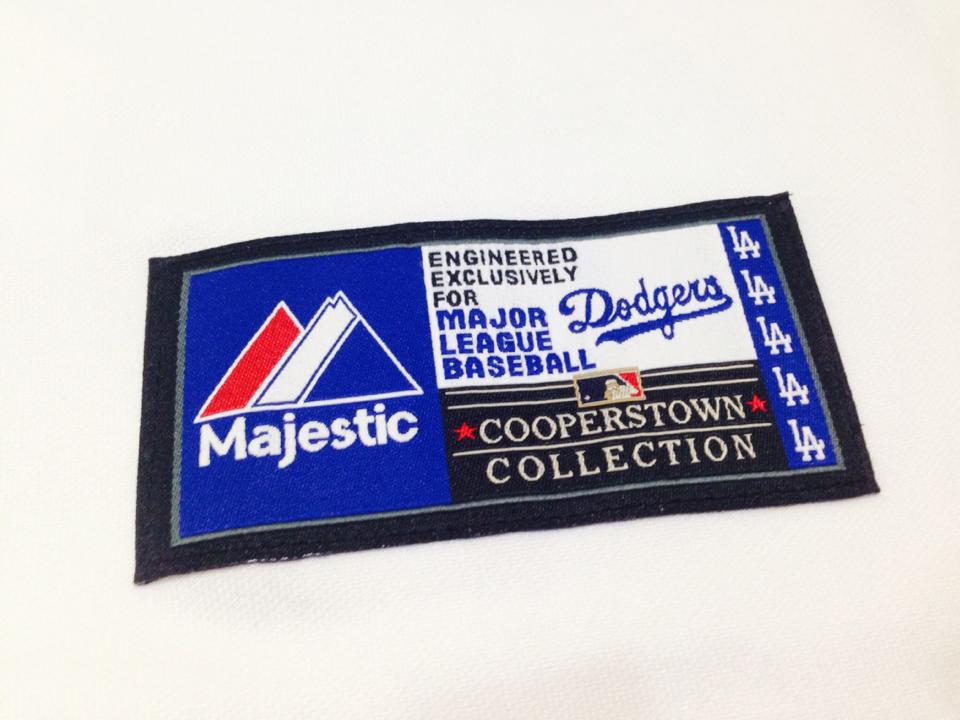 Majestic
ENGINEERED
EXCLUSIVELY
FOR
MAJOR
LEAGUE
BASEBALL
Dodgers
COOPERSTOWN
COLLECTION
LA
LA
LA
LA
LA